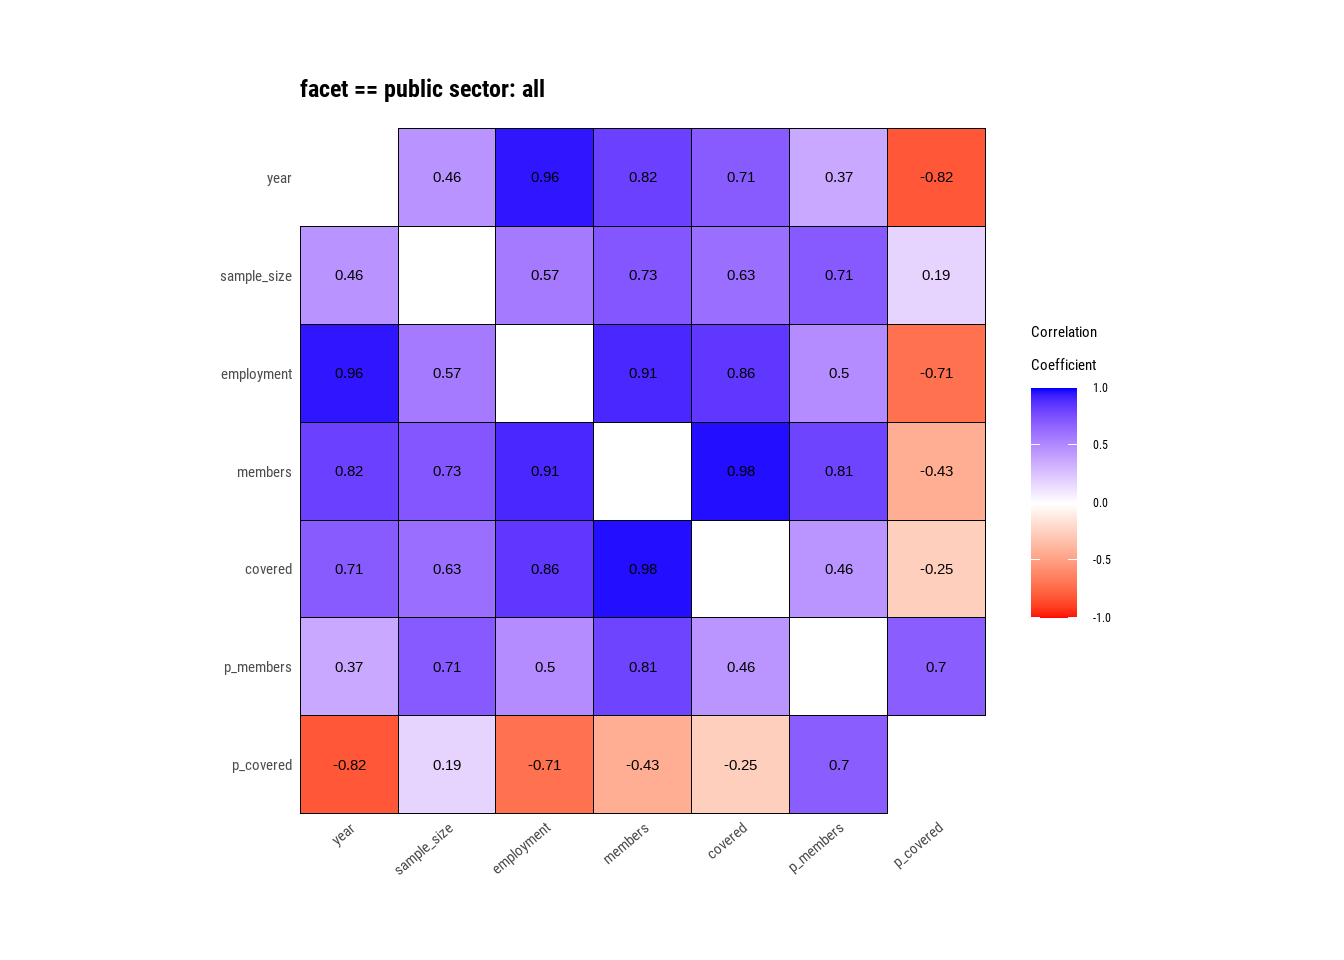 facet == public sector: all
year 0.46 0.96 0.82 0.71 0.37 -0.82
sample_size 0.46 0.57 0.73 0.63 0.71 0.19
employment 0.96 0.57 0.91 0.86 0.5 -0.71
members 0.82 0.73 0.91 0.98 0.81 -0.43
covered 0.71 0.63 0.86 0.98 0.46 -0.25
p_members 0.37 0.71 0.5 0.81 0.46 0.7
p_covered -0.82 0.19 -0.71 -0.43 -0.25 0.7
year sample_size employment members covered p_members p_covered
Correlation
Coefficient
1.0
0.5
0.0
-0.5
-1.0